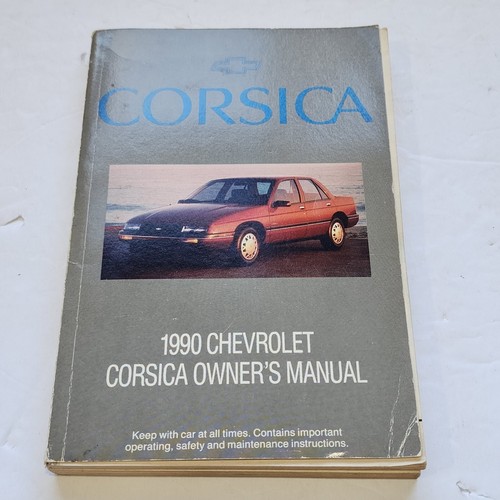 CORSICA
1990 CHEVROLET
CORSICA OWNER'S MANUAL
Keep with car at all times. Contains important
operating, safety and maintenance instructions.